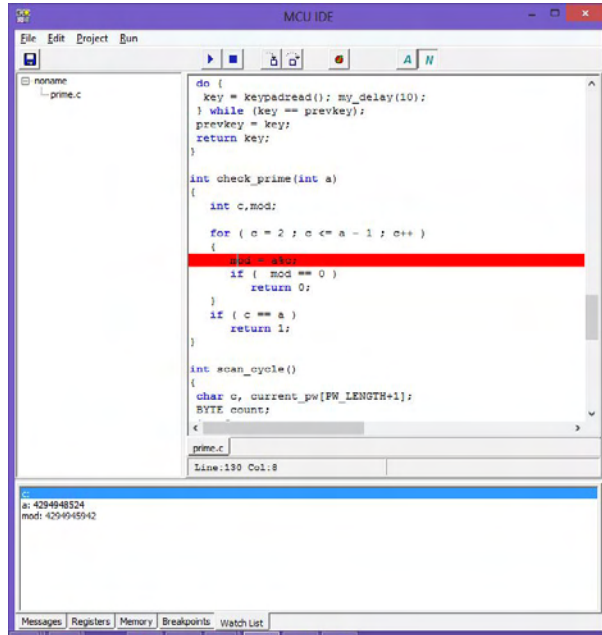 MCU IDE
File Edit Project Run
A N
noname
prime.c
do {
key = keypadread(); my_delay(10);
} while (key == prevkey);
prevkey = key;
return key;
}
int check_prime(int a)
{
int c,mod;
for ( c = 2 ; c <= a - 1 ; c++ )
{
mod = a%c;
if ( mod == 0 )
return 0;
}
if ( c == a )
return 1;
}
int scan_cycle()
{
char c, current_pw[PW_LENGTH+1];
BYTE count;
prime.c
Line:130 Col:8
c:
a: 4294948524
mod: 4294945942
Messages Registers Memory Breakpoints Watch List